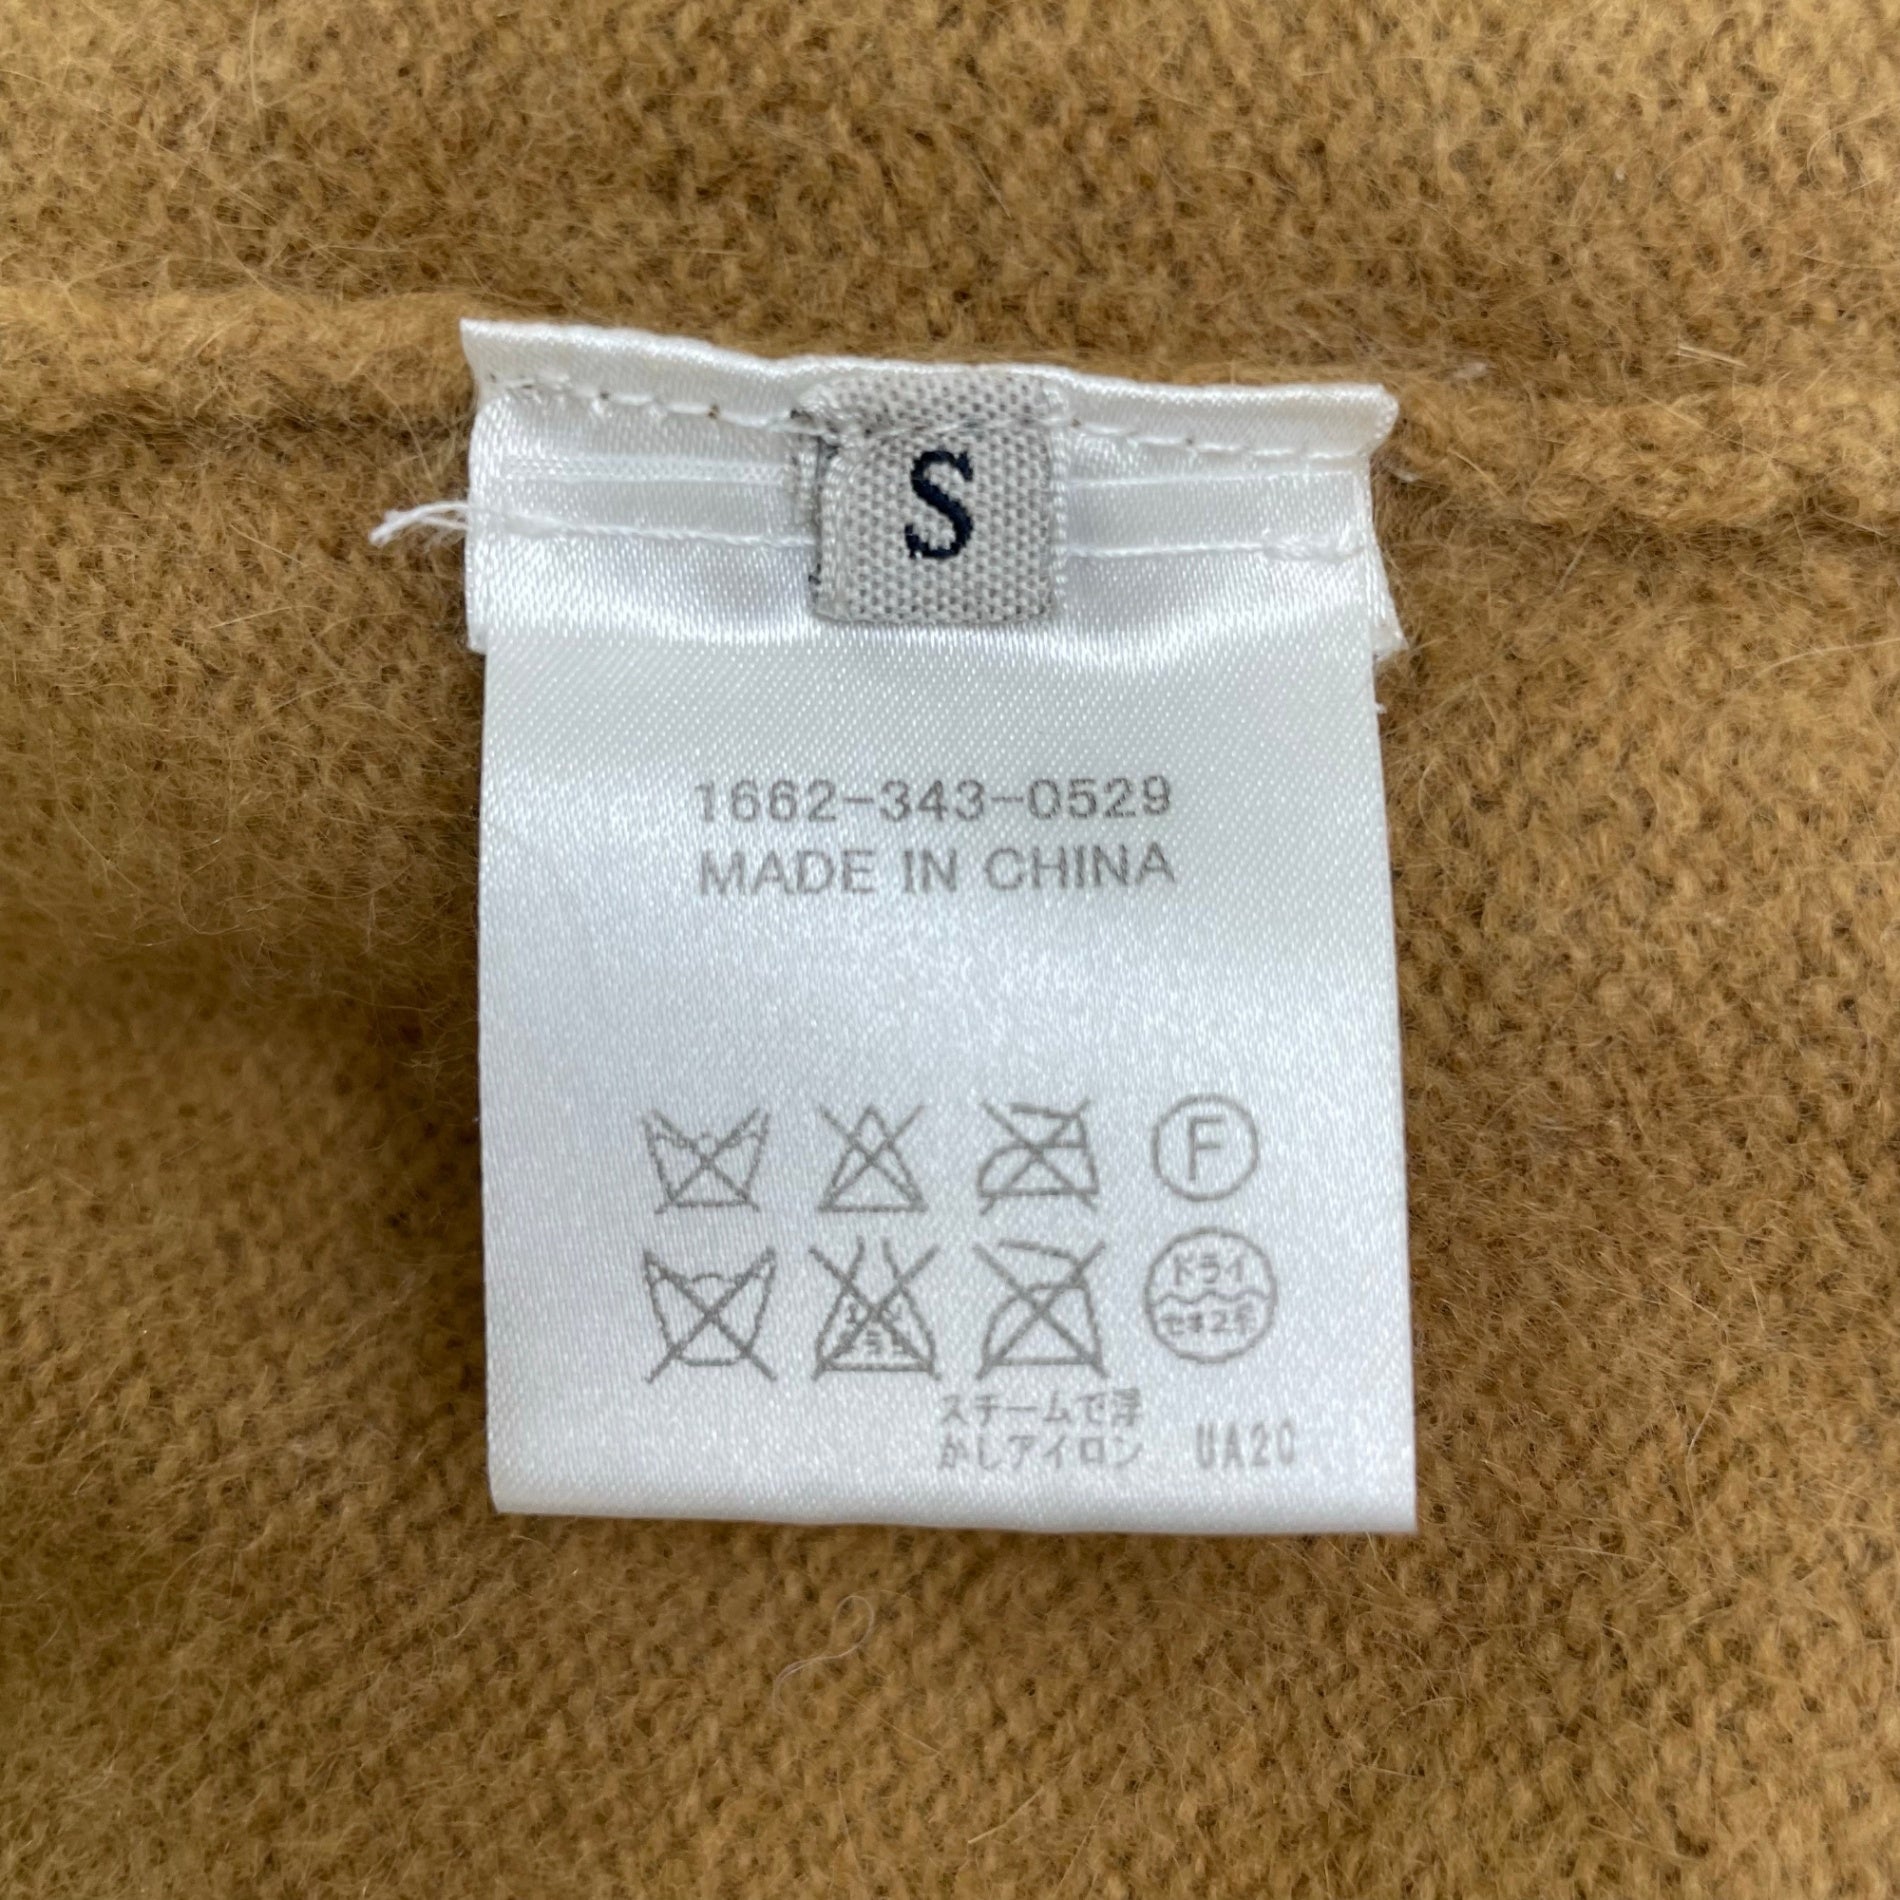 S
1662-343-0529
MADE IN CHINA
F
ドライ
セキユ系
スチームで浮
かしアイロン
UA2C